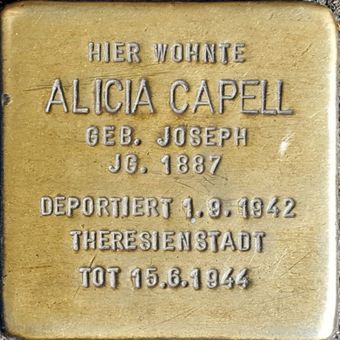 HIER WOHNTE
ALICIA CAPELL
GEB. JOSEPH
JG. 1887
DEPORTIERT 1.9.1942
THERESIENSTADT
TOT 15.6.1944